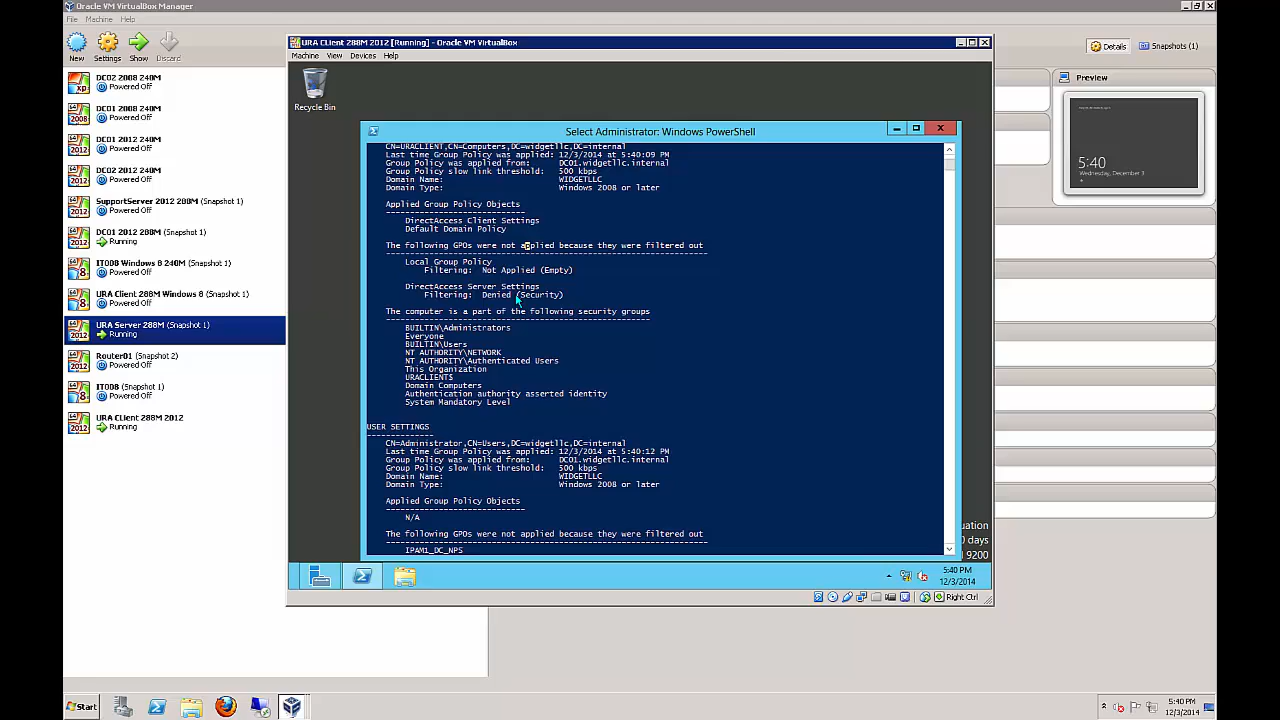 Oracle VM VirtualBox Manager
File Machine Help
New
Settings
Show
Discard
Details
Snapshots (1)
DC02 2008 240M
Powered Off
DC01 2008 240M
Powered Off
DC01 2012 240M
Powered Off
DC02 2012 240M
Powered Off
SupportServer 2012 288M (Snapshot 1)
Powered Off
DC01 2012 288M (Snapshot 1)
Running
IT008 Windows 8 240M (Snapshot 1)
Powered Off
URA Client 288M Windows 8 (Snapshot 1)
Powered Off
URA Server 288M (Snapshot 1)
Running
Router01 (Snapshot 2)
Powered Off
IT008 (Snapshot 1)
Powered Off
URA CLient 288M 2012
Running
URA CLient 288M 2012 [Running] - Oracle VM VirtualBox
Machine View Devices Help
Recycle Bin
Select Administrator: Windows PowerShell
CN=URACLIENT,CN=Computers,DC=widgetllc,DC=internal
Last time Group Policy was applied: 12/3/2014 at 5:40:09 PM
Group Policy was applied from: DC01.widgetllc.internal
Group Policy slow link threshold: 500 kbps
Domain Name: WIDGETLLC
Domain Type: Windows 2008 or later
Applied Group Policy Objects
-----------------------------
DirectAccess Client Settings
Default Domain Policy
The following GPOs were not applied because they were filtered out
-------------------------------------------------------------------
Local Group Policy
Filtering: Not Applied (Empty)
DirectAccess Server Settings
Filtering: Denied (Security)
The computer is a part of the following security groups
-------------------------------------------------------
BUILTIN\Administrators
Everyone
BUILTIN\Users
NT AUTHORITY\NETWORK
NT AUTHORITY\Authenticated Users
This Organization
URACLIENT$
Domain Computers
Authentication authority asserted identity
System Mandatory Level
USER SETTINGS
--------------
CN=Administrator,CN=Users,DC=widgetllc,DC=internal
Last time Group Policy was applied: 12/3/2014 at 5:40:12 PM
Group Policy was applied from: DC01.widgetllc.internal
Group Policy slow link threshold: 500 kbps
Domain Name: WIDGETLLC
Domain Type: Windows 2008 or later
Applied Group Policy Objects
-----------------------------
N/A
The following GPOs were not applied because they were filtered out
-------------------------------------------------------------------
IPAM1_DC_NPS
uation
0 days
9200
5:40 PM
12/3/2014
Right Ctrl
Preview
5:40
Wednesday, December 3
Start
5:40 PM
12/3/2014